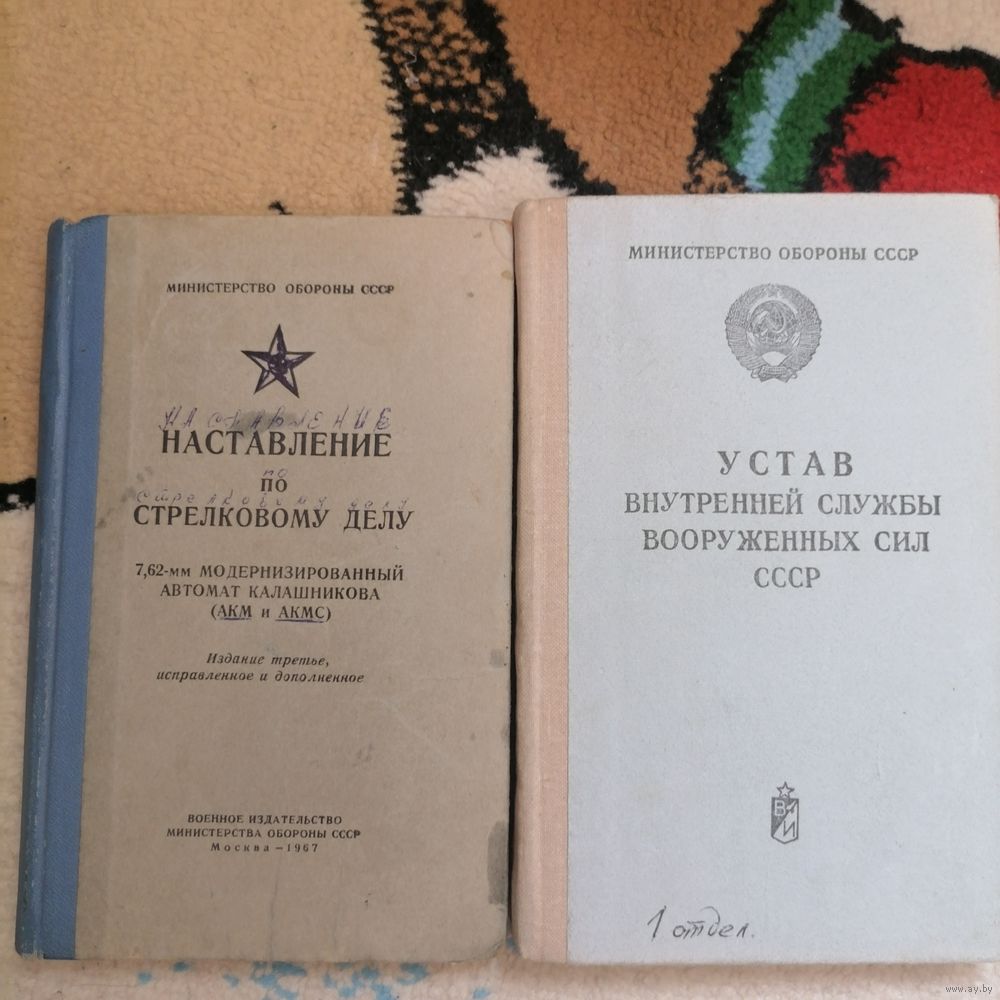 МИНИСТЕРСТВО ОБОРОНЫ СССР
НАСТАВЛЕНИЕ
НАСТАВЛЕНИЕ
по
ПО
стрелковому делу
СТРЕЛКОВОМУ ДЕЛУ
7,62-мм МОДЕРНИЗИРОВАННЫЙ
АВТОМАТ КАЛАШНИКОВА
(АКМ и АКМС)
Издание третье,
исправленное и дополненное
ВОЕННОЕ ИЗДАТЕЛЬСТВО
МИНИСТЕРСТВА ОБОРОНЫ СССР
Москва — 1967
МИНИСТЕРСТВО ОБОРОНЫ СССР
УСТАВ
ВНУТРЕННЕЙ СЛУЖБЫ
ВООРУЖЕННЫХ СИЛ
СССР
ВИ
1 отдел.
www.ay.by